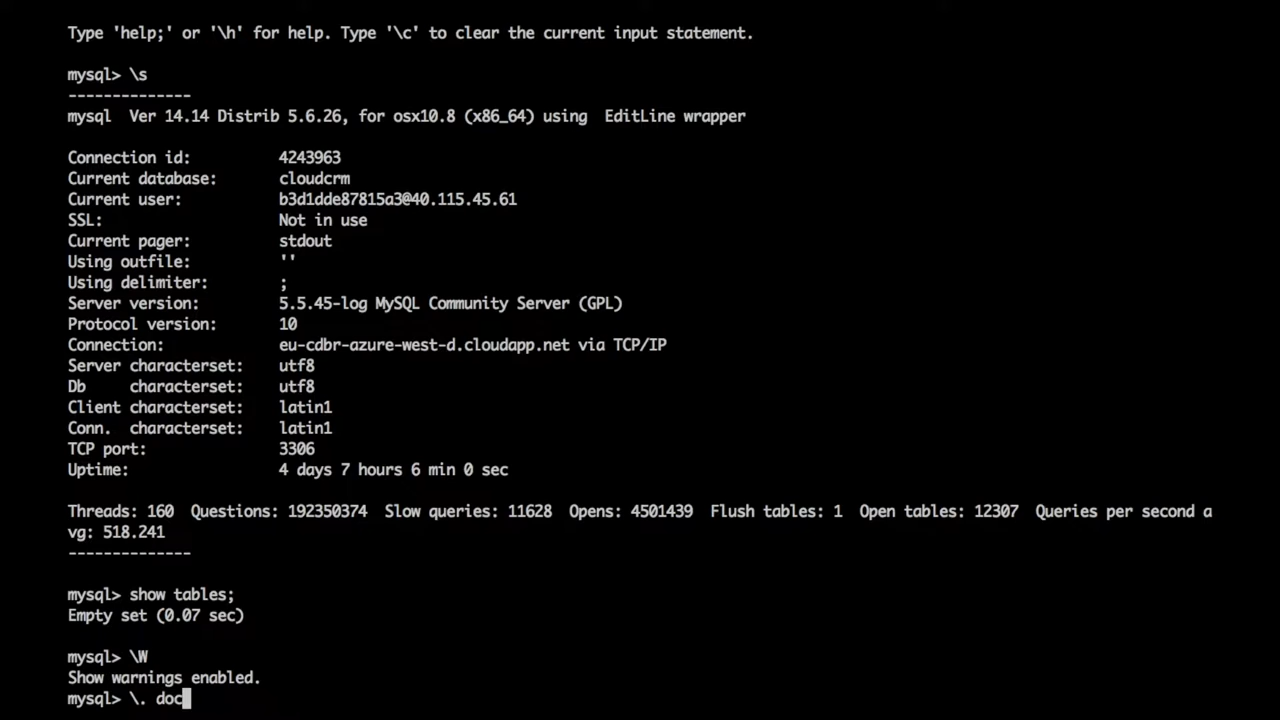 Type 'help;' or '\h' for help. Type '\c' to clear the current input statement.
mysql> \s
--------------
mysql  Ver 14.14 Distrib 5.6.26, for osx10.8 (x86_64) using  EditLine wrapper
Connection id:          4243963
Current database:       cloudcrm
Current user:           b3d1dde87815a3@40.115.45.61
SSL:                    Not in use
Current pager:          stdout
Using outfile:          ''
Using delimiter:        ;
Server version:         5.5.45-log MySQL Community Server (GPL)
Protocol version:       10
Connection:             eu-cdbr-azure-west-d.cloudapp.net via TCP/IP
Server characterset:    utf8
Db     characterset:    utf8
Client characterset:    latin1
Conn.  characterset:    latin1
TCP port:               3306
Uptime:                 4 days 7 hours 6 min 0 sec
Threads: 160  Questions: 192350374  Slow queries: 11628  Opens: 4501439  Flush tables: 1  Open tables: 12307  Queries per second a
vg: 518.241
--------------
mysql> show tables;
Empty set (0.07 sec)
mysql> \W
Show warnings enabled.
mysql> \. doc